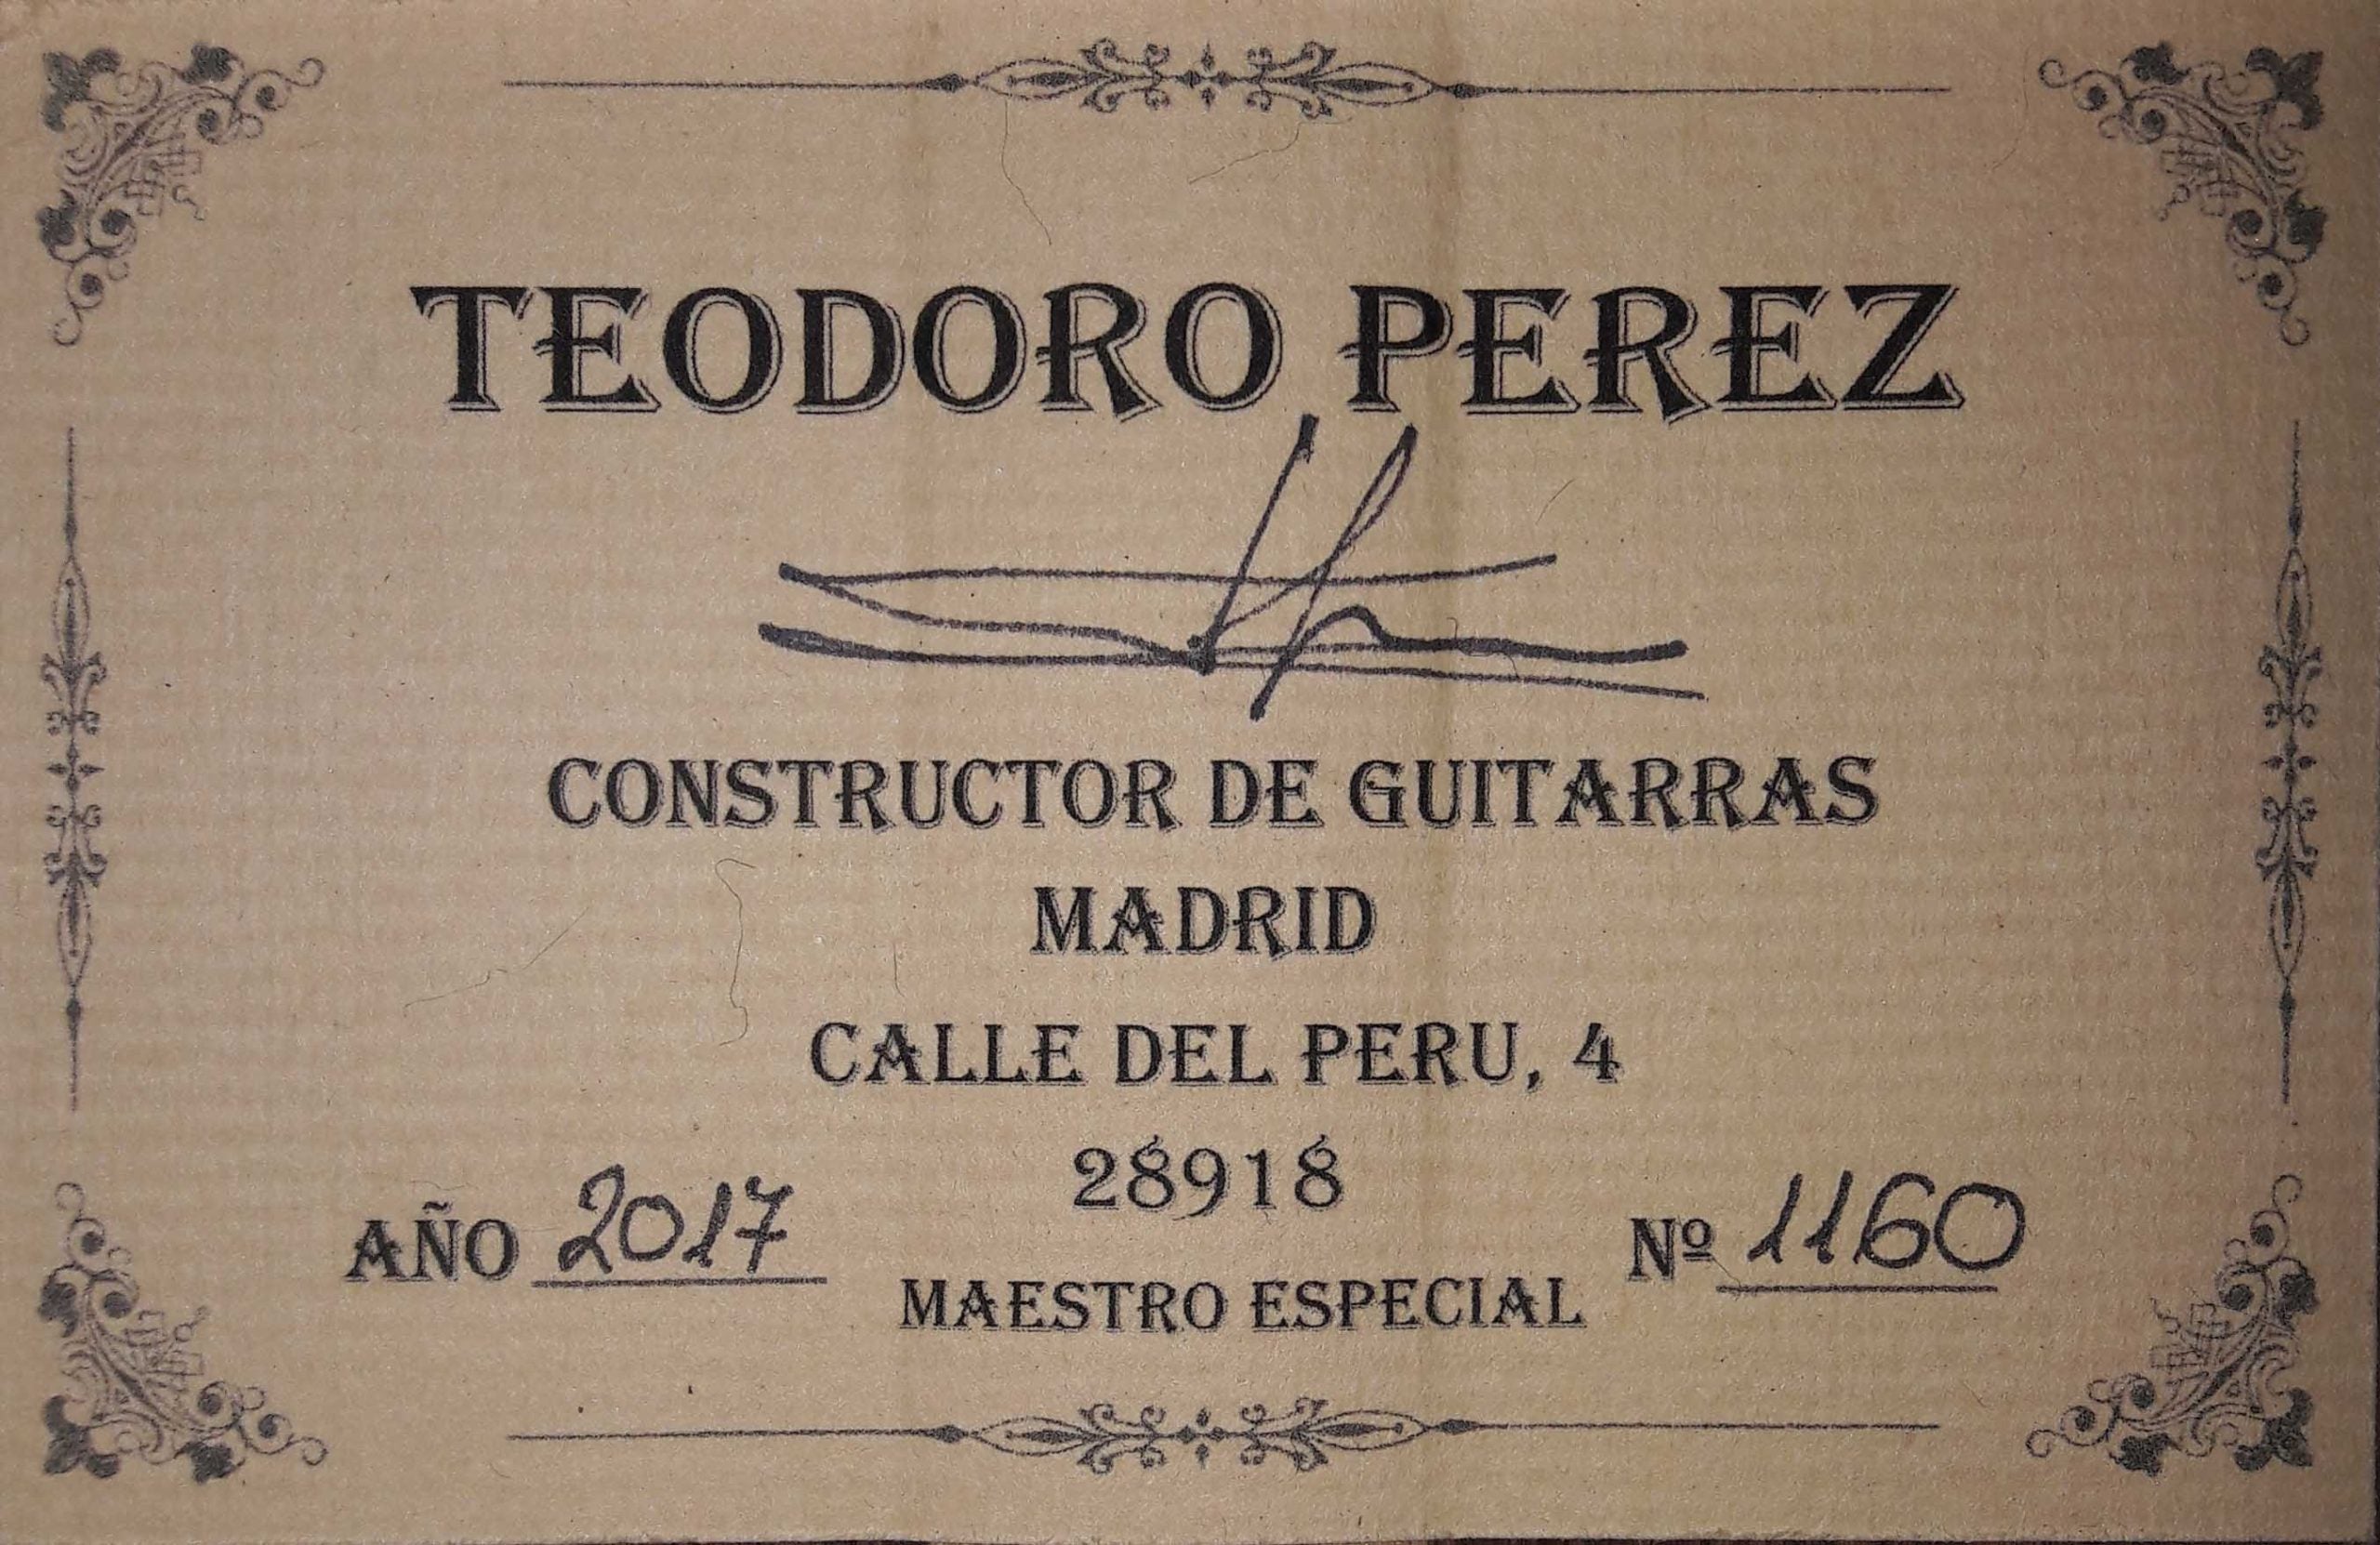 TEODORO PEREZ
CONSTRUCTOR DE GUITARRAS
MADRID
CALLE DEL PERU, 4
28918
AÑO 2017
Nº 1160
MAESTRO ESPECIAL